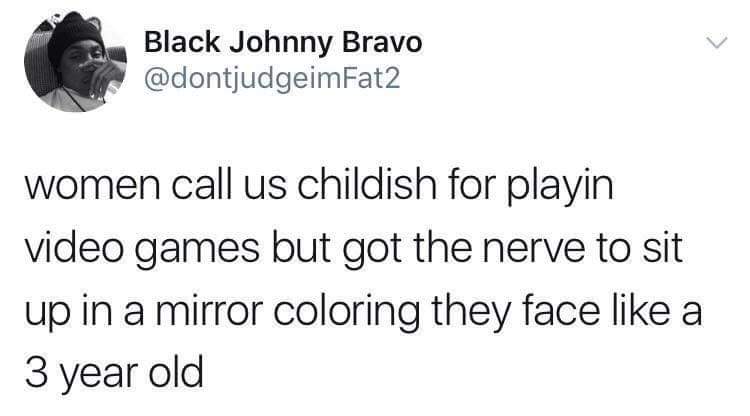 Black Johnny Bravo
@dontjudgeimFat2
women call us childish for playin
video games but got the nerve to sit
up in a mirror coloring they face like a
3 year old